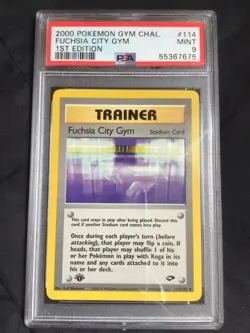 2000 POKEMON GYM CHAL #114
FUCHSIA CITY GYM MINT
1ST EDITION PSA 9
55367675
TRAINER
Fuchsia City Gym Stadium Card
This card stays in play after being played. Discard this
card if another Stadium card comes into play.
Once during each player's turn (before
attacking), that player may flip a coin. If
heads, that player may shuffle 1 of his
or her Pokémon in play with Koga in
its name and any cards attached to it into
his or her deck.